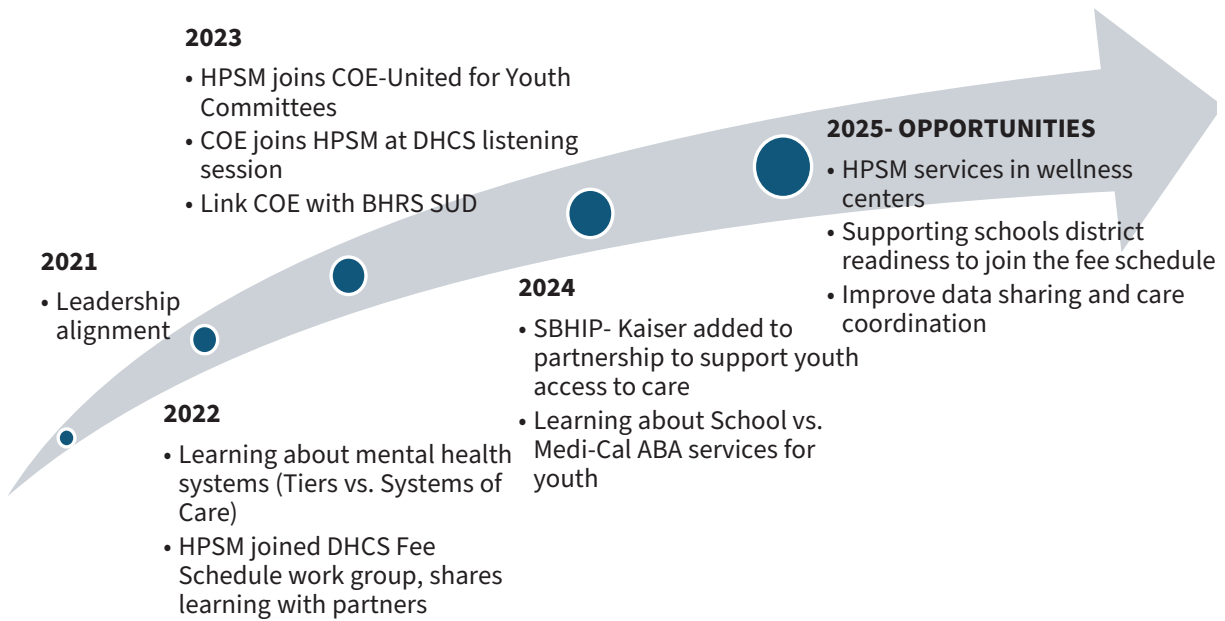 2021
• Leadership
alignment
2022
• Learning about mental health
systems (Tiers vs. Systems of
Care)
• HPSM joined DHCS Fee
Schedule work group, shares
learning with partners
2023
• HPSM joins COE-United for Youth
Committees
• COE joins HPSM at DHCS listening
session
• Link COE with BHRS SUD
2024
• SBHIP- Kaiser added to
partnership to support youth
access to care
• Learning about School vs.
Medi-Cal ABA services for
youth
2025- OPPORTUNITIES
• HPSM services in wellness
centers
• Supporting schools district
readiness to join the fee schedule
• Improve data sharing and care
coordination